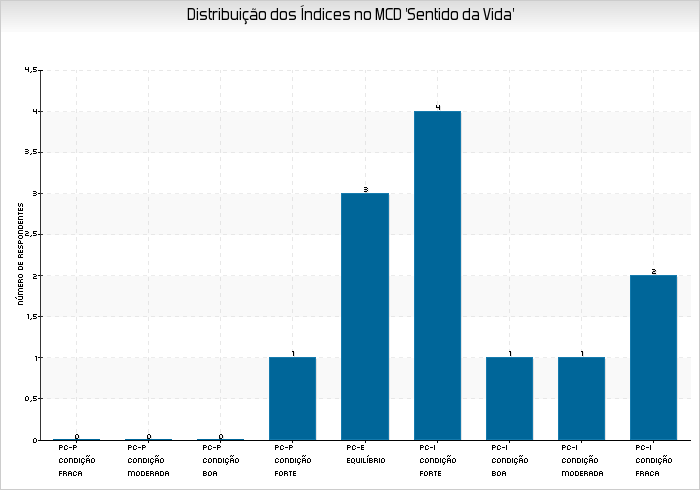 Distribuição dos Índices no MCD 'Sentido da Vida'
NÚMERO DE RESPONDENTES
4,5
4
3,5
3
2,5
2
1,5
1
0,5
0
0
0
0
1
3
4
1
1
2
PC-P
CONDIÇÃO
FRACA
PC-P
CONDIÇÃO
MODERADA
PC-P
CONDIÇÃO
BOA
PC-P
CONDIÇÃO
FORTE
PC-E
EQUILÍBRIO
PC-I
CONDIÇÃO
FORTE
PC-I
CONDIÇÃO
BOA
PC-I
CONDIÇÃO
MODERADA
PC-I
CONDIÇÃO
FRACA